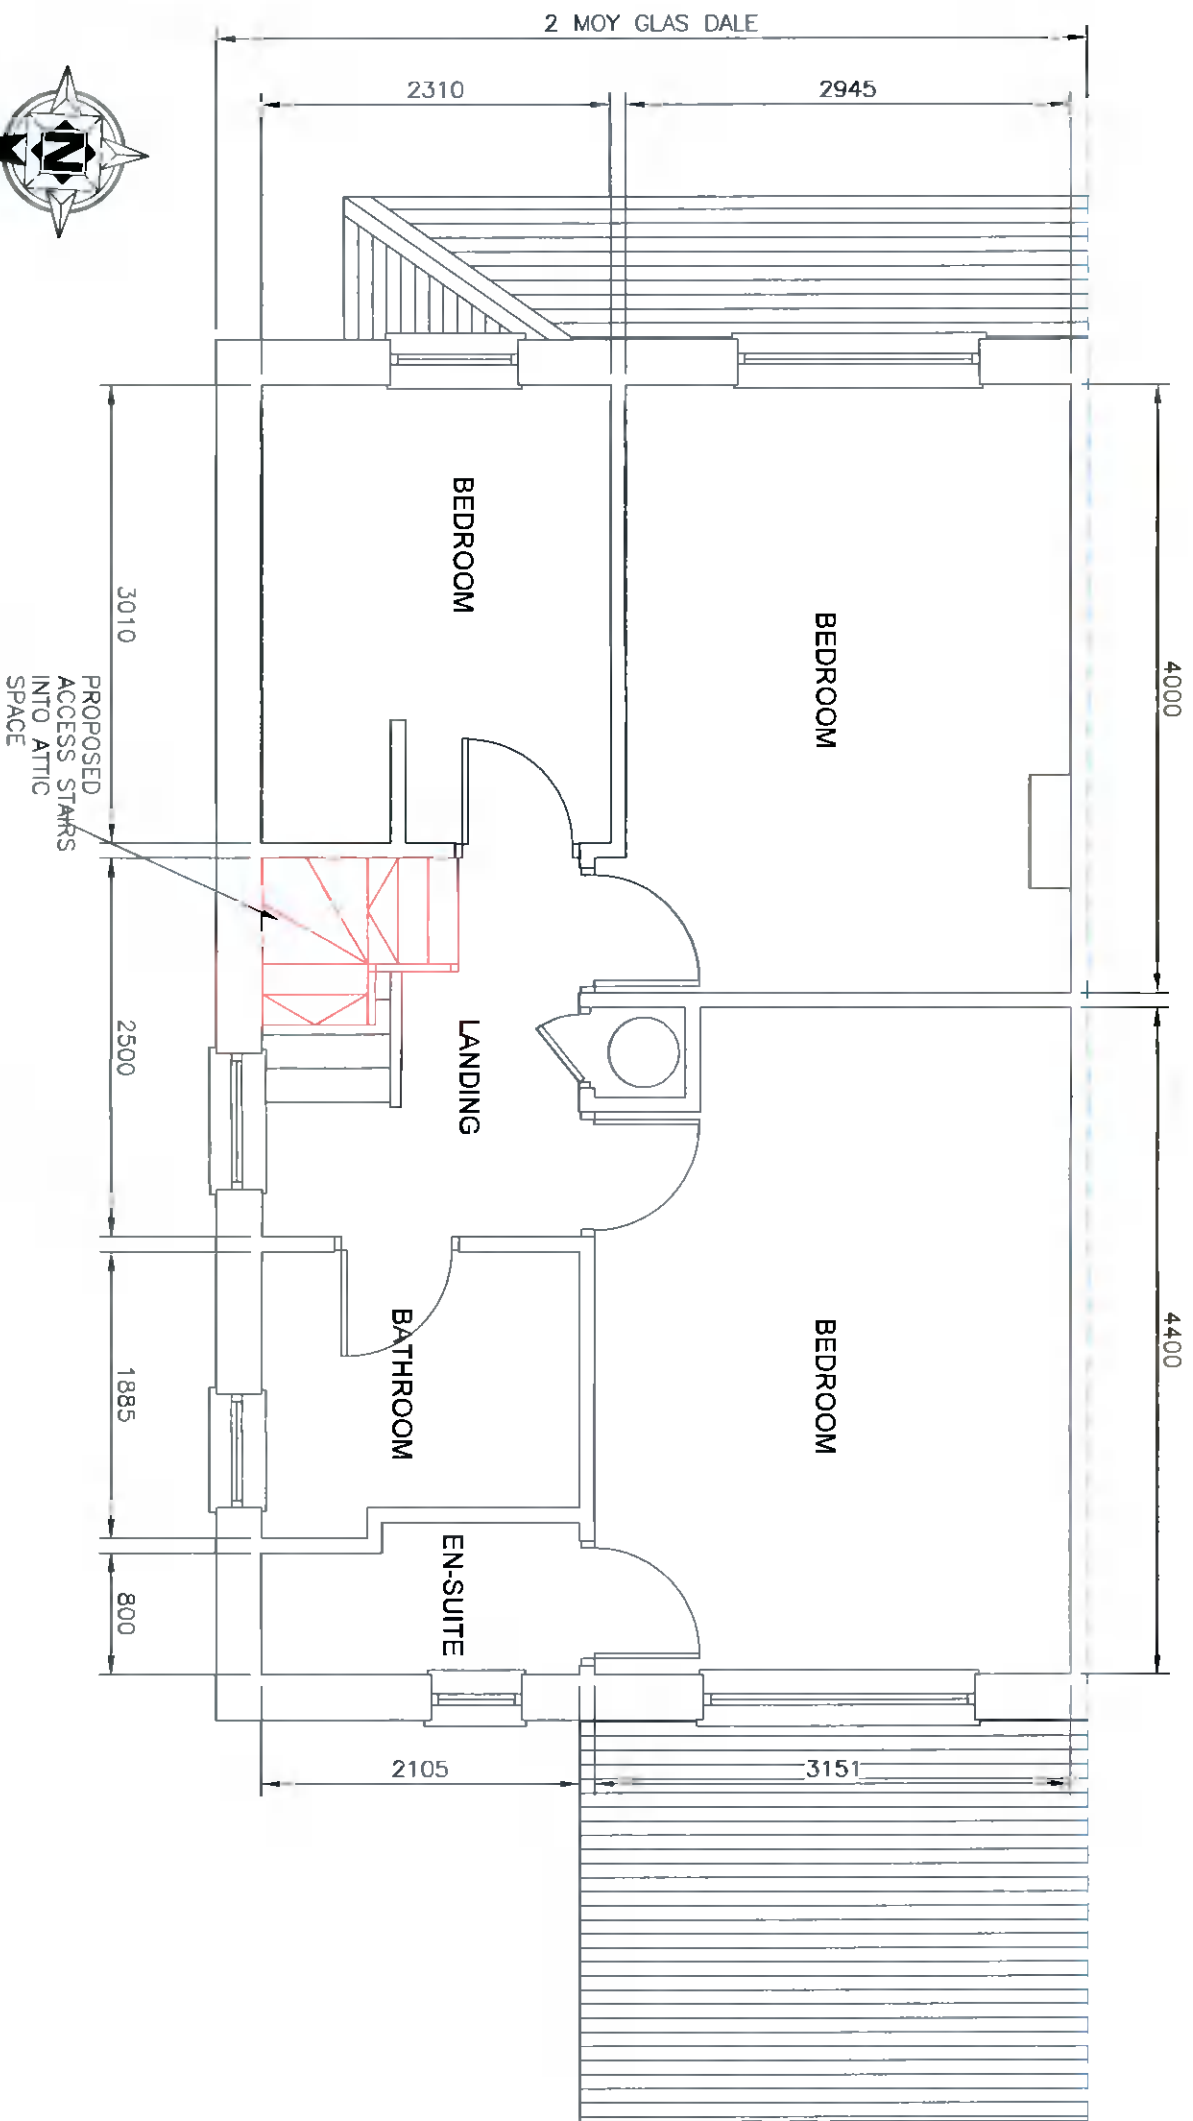 2 MOY GLAS DALE
2310
2945
4000
4400
BEDROOM
BEDROOM
BEDROOM
LANDING
BATHROOM
EN-SUITE
3010
2500
1885
800
PROPOSED
ACCESS STAIRS
INTO ATTIC
SPACE
2105
3151
N